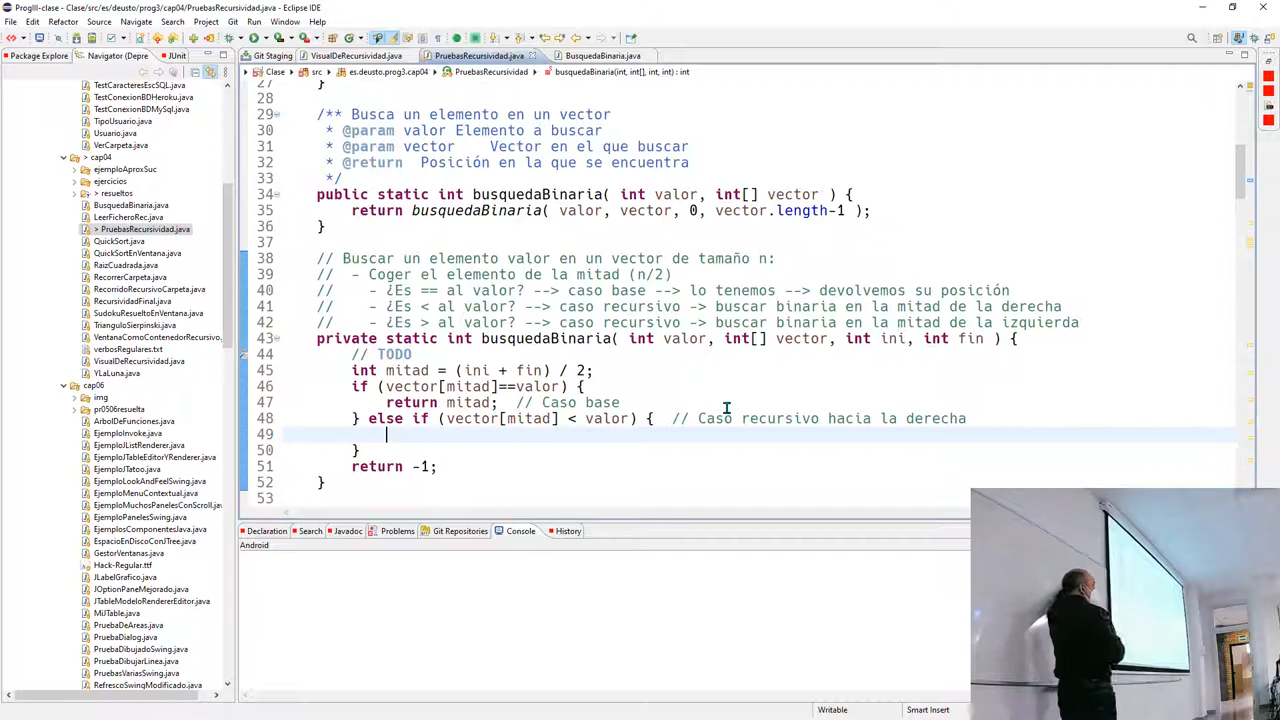 ProgIII-clase - Clase/src/es/deusto/prog3/cap04/PruebasRecursividad.java - Eclipse IDE
File Edit Refactor Source Navigate Search Project Git Run Window Help
Package Explore Navigator (Depre JUnit
Git Staging VisualDeRecursividad.java PruebasRecursividad.java BusquedaBinaria.java
Clase src es.deusto.prog3.cap04 PruebasRecursividad busquedaBinaria(int, int[], int, int) : int
TestCaracteresEscSQL.java
TestConexionBDHeroku.java
TestConexionBDMySql.java
TipoUsuario.java
Usuario.java
VerCarpeta.java
> cap04
ejemploAproxSuc
ejercicios
> resueltos
BusquedaBinaria.java
LeerFicheroRec.java
> PruebasRecursividad.java
QuickSort.java
QuickSortEnVentana.java
RaizCuadrada.java
RecorrerCarpeta.java
RecorridoRecursivoCarpeta.java
RecursividadFinal.java
SudokuResueltoEnVentana.java
TrianguloSierpinski.java
VentanaComoContenedorRecursivo.
verbosRegulares.txt
VisualDeRecursividad.java
YLaLuna.java
cap06
img
pr0506resuelta
ArbolDeFunciones.java
EjemploInvoke.java
EjemploJListRenderer.java
EjemploJTableEditorYRenderer.java
EjemploJTatoo.java
EjemploLookAndFeelSwing.java
EjemploMenuContextual.java
EjemploMuchosPanelesConScroll.java
EjemploPanelesSwing.java
EjemplosComponentesJava.java
EspacioEnDiscoConJTree.java
GestorVentanas.java
Hack-Regular.ttf
JLabelGrafico.java
JOptionPaneMejorado.java
JTableModeloRendererEditor.java
MiJTable.java
PruebaDeAreas.java
PruebaDialog.java
PruebaDibujadoSwing.java
PruebaDibujarLinea.java
PruebasVariasSwing.java
RefrescoSwingModificado.java
27 }
28
29 /** Busca un elemento en un vector
30 * @param valor Elemento a buscar
31 * @param vector Vector en el que buscar
32 * @return Posición en la que se encuentra
33 */
34 public static int busquedaBinaria( int valor, int[] vector ) {
35 return busquedaBinaria( valor, vector, 0, vector.length-1 );
36 }
37
38 // Buscar un elemento valor en un vector de tamaño n:
39 // - Coger el elemento de la mitad (n/2)
40 // - ¿Es == al valor? --> caso base --> lo tenemos --> devolvemos su posición
41 // - ¿Es < al valor? --> caso recursivo -> buscar binaria en la mitad de la derecha
42 // - ¿Es > al valor? --> caso recursivo -> buscar binaria en la mitad de la izquierda
43 private static int busquedaBinaria( int valor, int[] vector, int ini, int fin ) {
44 // TODO
45 int mitad = (ini + fin) / 2;
46 if (vector[mitad]==valor) {
47 return mitad; // Caso base
48 } else if (vector[mitad] < valor) { // Caso recursivo hacia la derecha
49
50 }
51 return -1;
52 }
53
Declaration Search Javadoc Problems Git Repositories Console History
Android
Writable Smart Insert